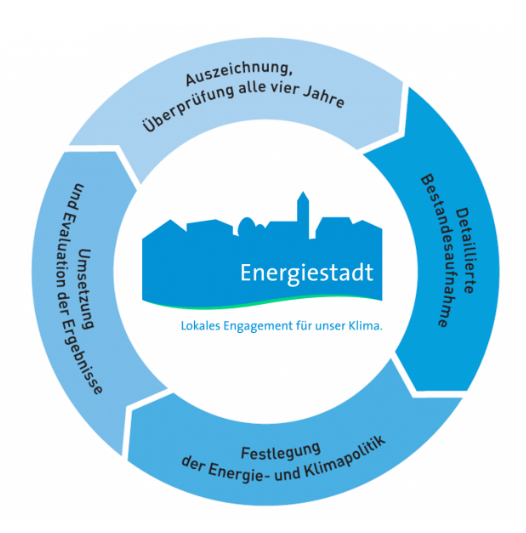 Auszeichnung,
Überprüfung alle vier Jahre
Detaillierte
Bestandesaufnahme
Festlegung
der Energie- und Klimapolitik
Umsetzung
und Evaluation der Ergebnisse
Energiestadt
Lokales Engagement für unser Klima.